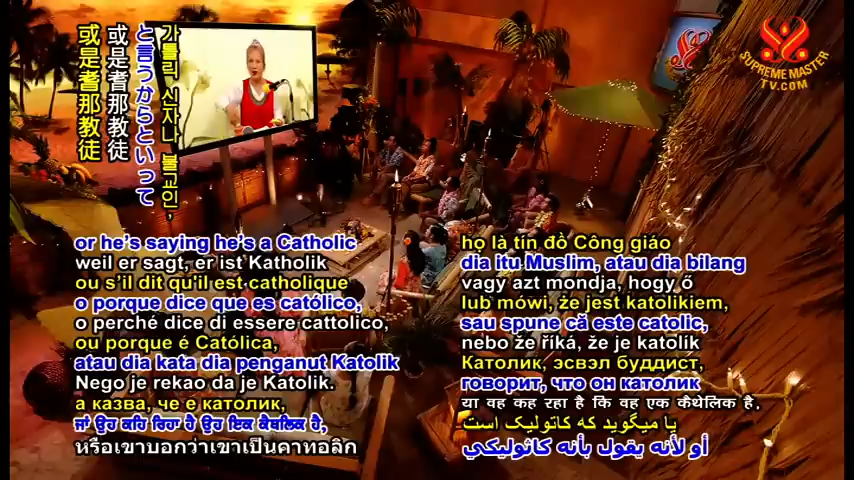 가톨릭 신자나 불교인,
と言うからといって
或是耆那教徒
或是耆那教徒
SUPREME MASTER
TV.COM
or he's saying he's a Catholic
weil er sagt, er ist Katholik
ou s'il dit qu'il est catholique
o porque dice que es católico,
o perché dice di essere cattolico,
ou porque é Católica,
atau dia kata dia penganut Katolik
Nego je rekao da je Katolik.
а казва, че е католик,
ਜਾਂ ਉਹ ਕਹਿ ਰਿਹਾ ਹੈ ਉਹ ਇਕ ਕੈਥਲਿਕ ਹੈ,
หรือเขาบอกว่าเขาเป็นคาทอลิก
họ là tín đồ Công giáo
dia itu Muslim, atau dia bilang
vagy azt mondja, hogy ő
lub mówi, że jest katolikiem,
sau spune că este catolic,
nebo že říká, že je katolík
Католик, эсвэл буддист,
говорит, что он католик
या वह कह रहा है कि वह एक कैथेलिक है.
یا میگوید که کاتولیک است
أو لأنه يقول بأنه كاثوليكي